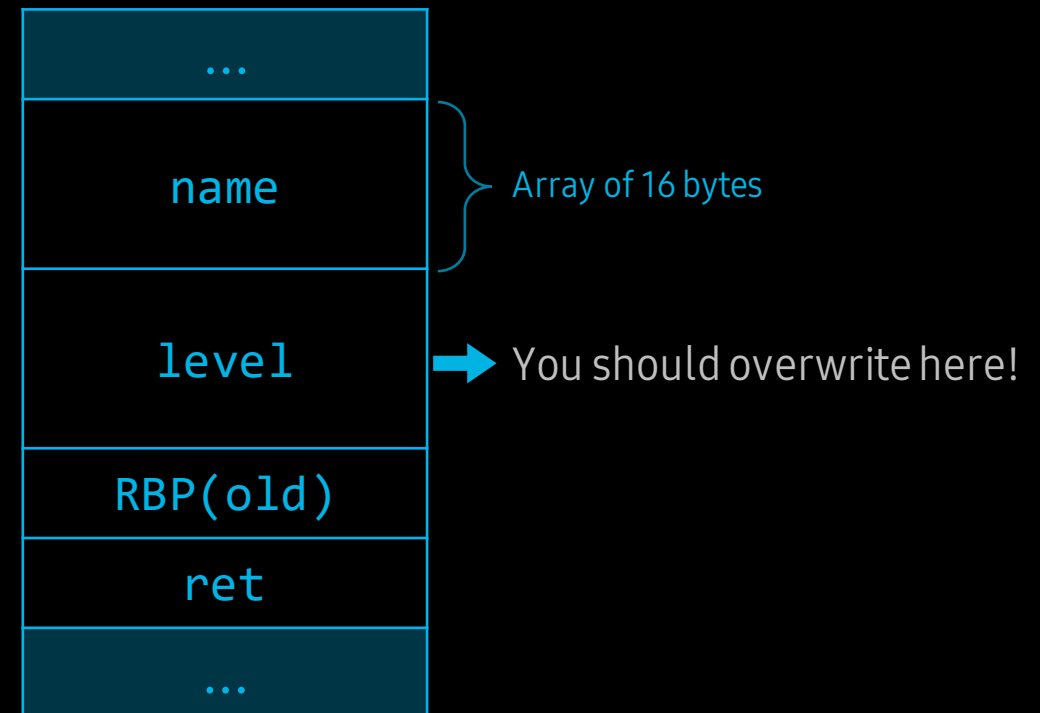 ...
name
Array of 16 bytes
level
You should overwrite here!
RBP(old)
ret
...